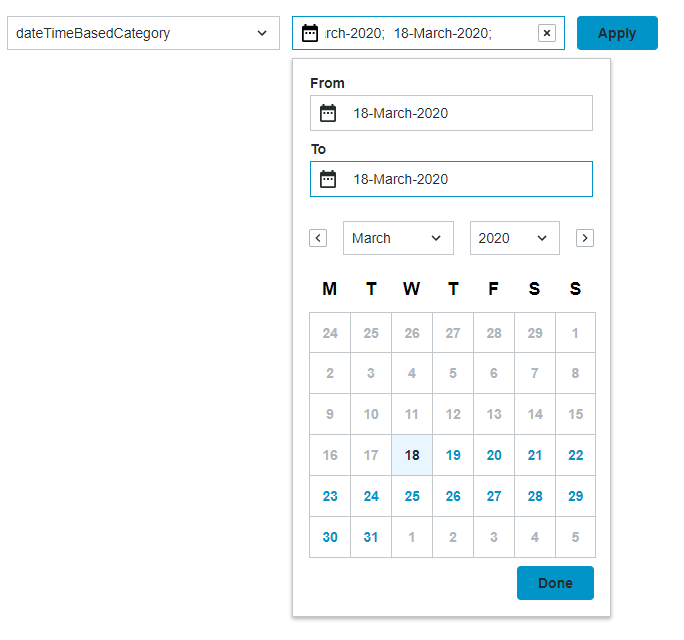 dateTimeBasedCategory rch-2020; 18-March-2020; Apply
From
18-March-2020
To
18-March-2020
March 2020
M T W T F S S
24 25 26 27 28 29 1
2 3 4 5 6 7 8
9 10 11 12 13 14 15
16 17 18 19 20 21 22
23 24 25 26 27 28 29
30 31 1 2 3 4 5
Done